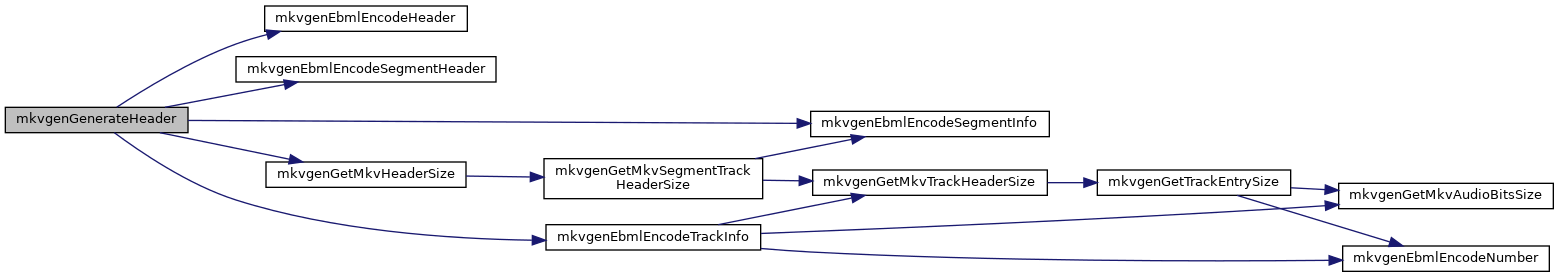 mkvgenEbmlEncodeHeader
mkvgenEbmlEncodeSegmentHeader
mkvgenGenerateHeader
mkvgenEbmlEncodeSegmentInfo
mkvgenGetMkvHeaderSize
mkvgenGetMkvSegmentTrack
HeaderSize
mkvgenGetMkvTrackHeaderSize
mkvgenGetTrackEntrySize
mkvgenGetMkvAudioBitsSize
mkvgenEbmlEncodeTrackInfo
mkvgenEbmlEncodeNumber